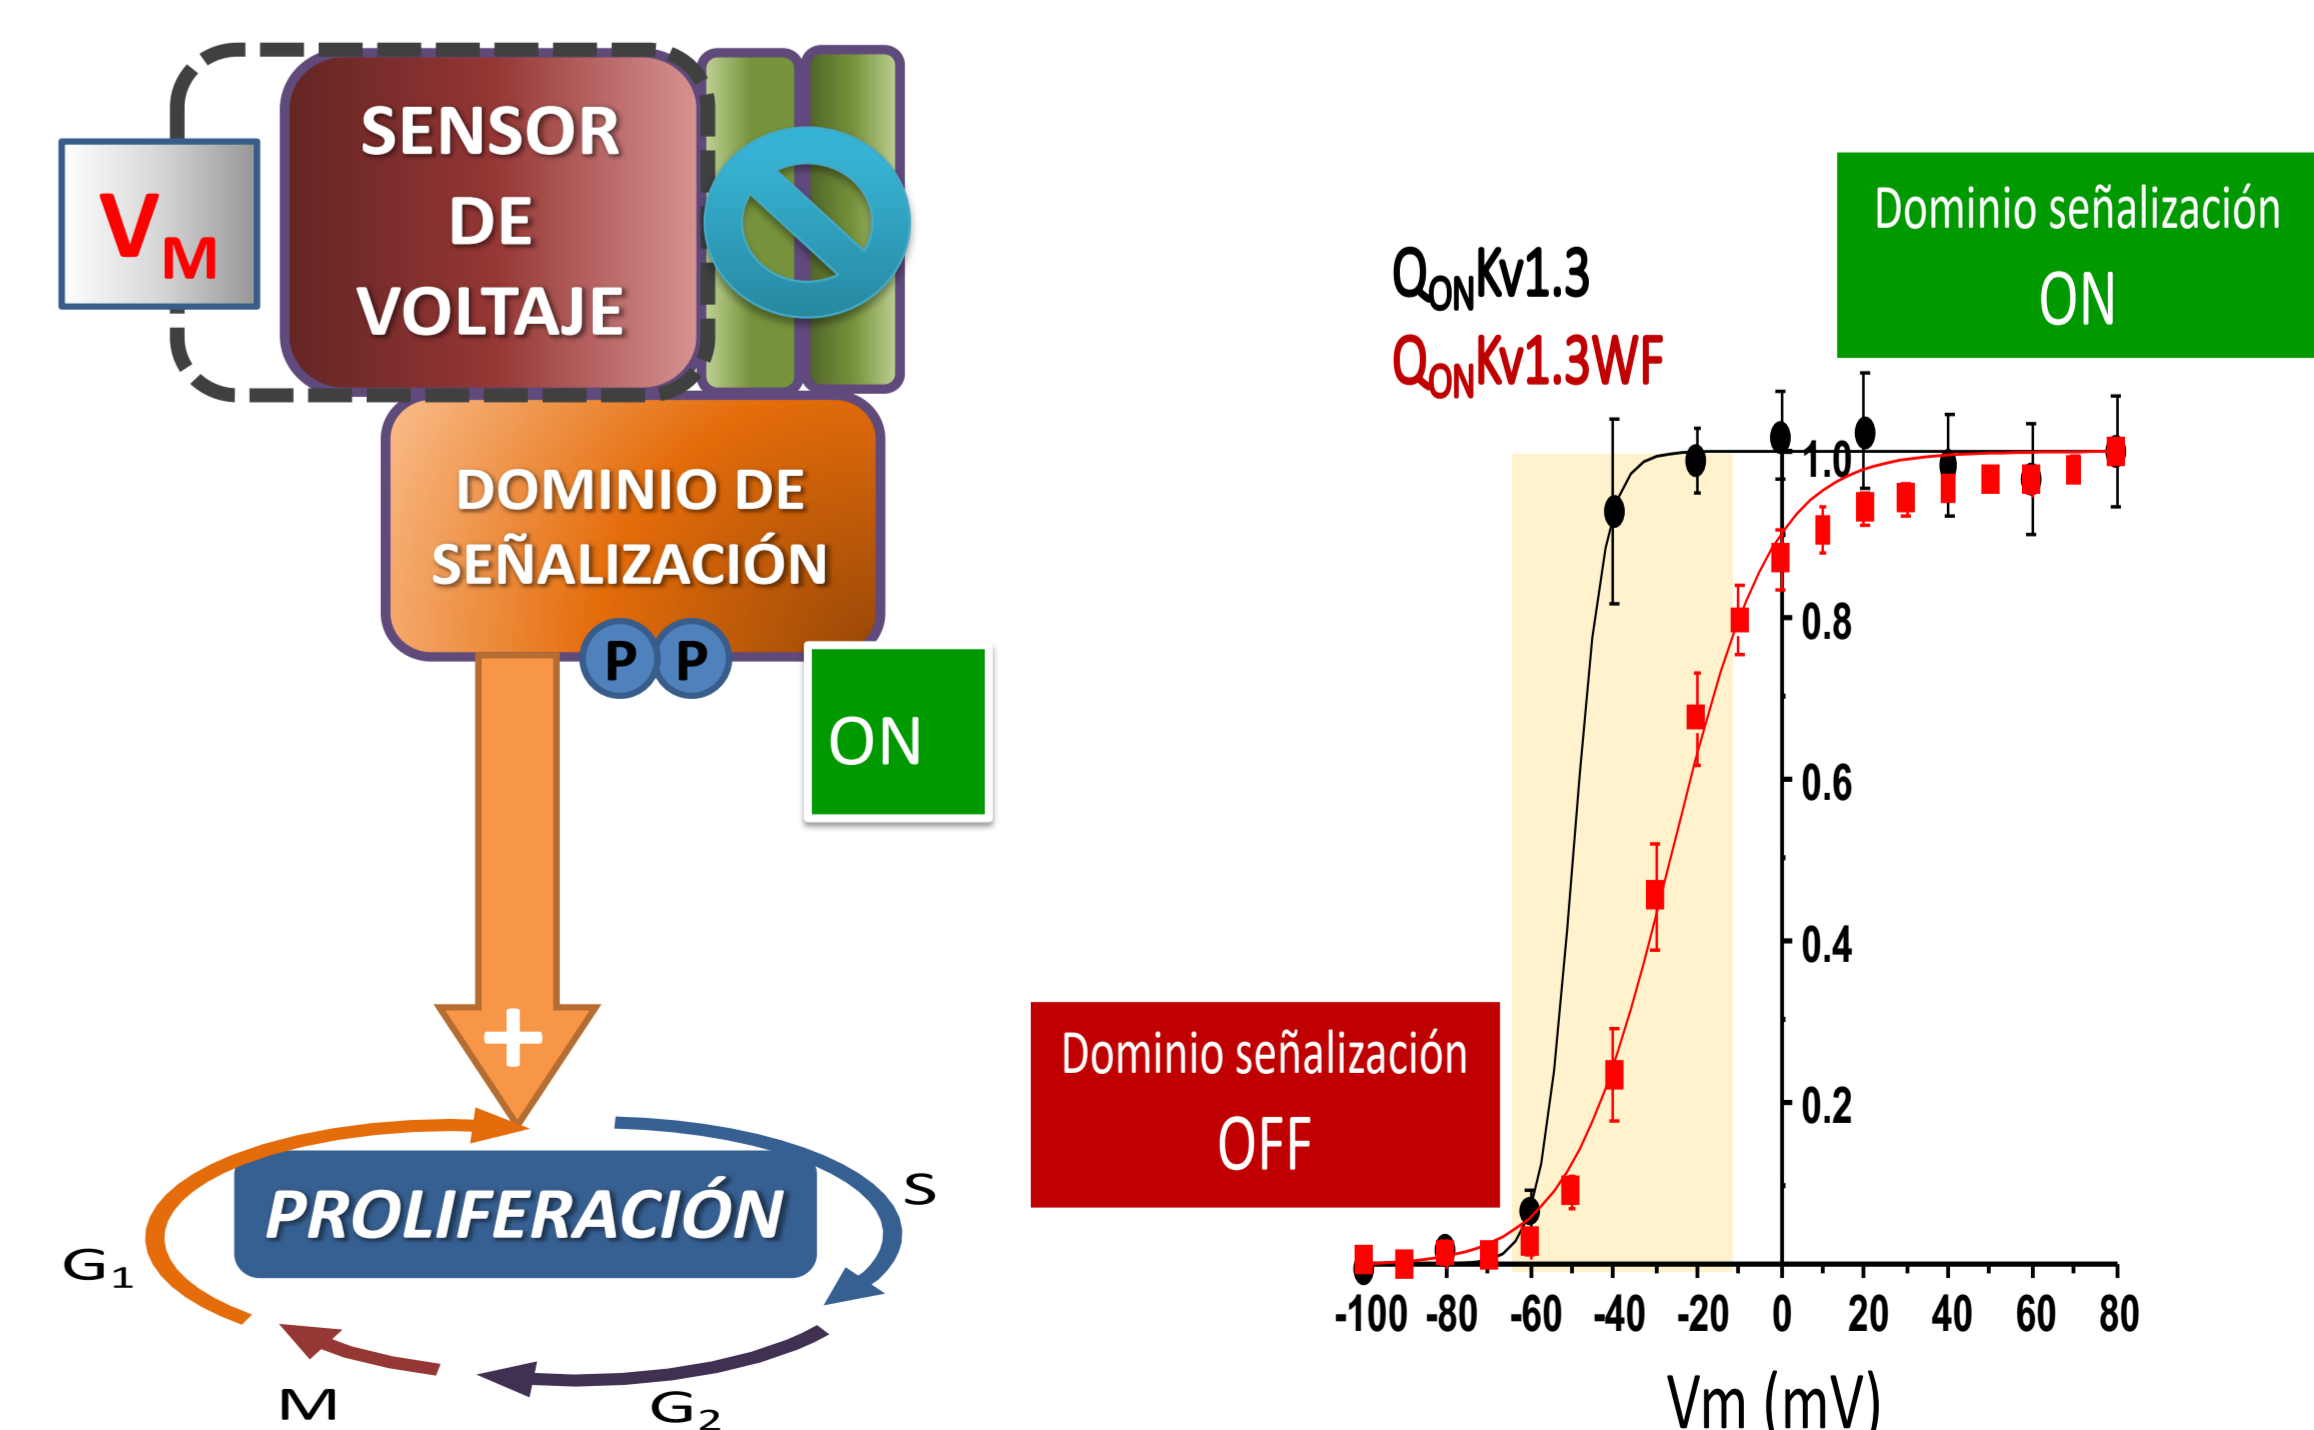 SENSOR
DE
VOLTAJE
VM
DOMINIO DE
SEÑALIZACIÓN
P P
ON
+
PROLIFERACIÓN
S
G1
M
G2
Dominio señalización
ON
QONKv1.3
QONKv1.3WF
1.0
0.8
0.6
0.4
0.2
Dominio señalización
OFF
-100 -80 -60 -40 -20 0 20 40 60 80
Vm (mV)